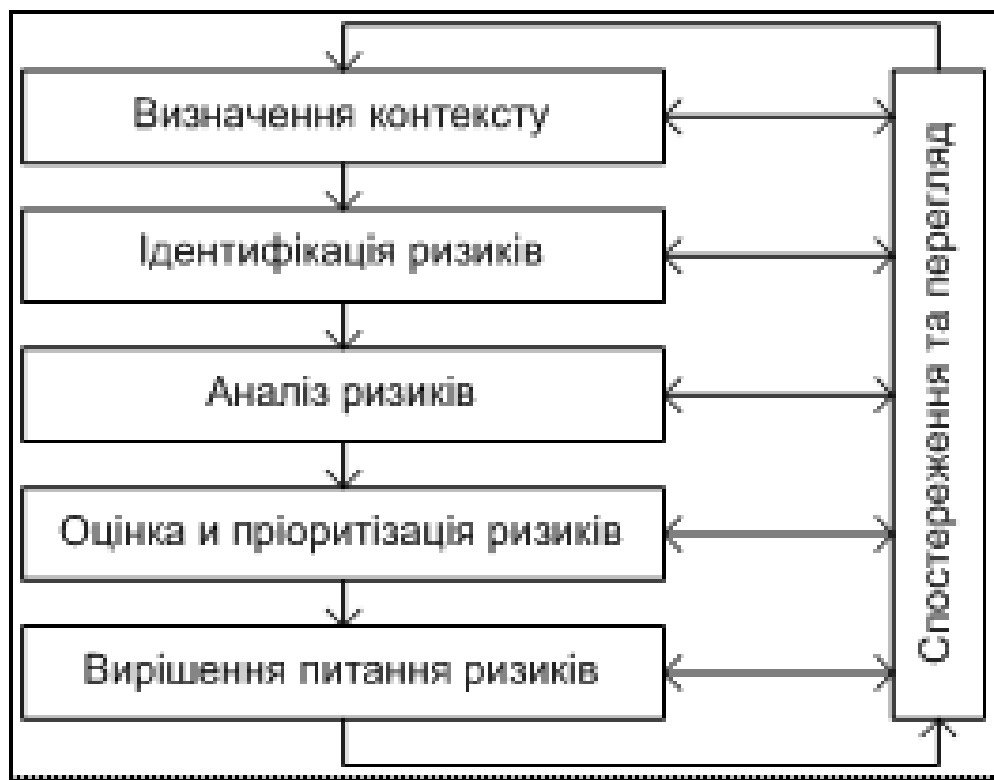 Визначення контексту
Ідентифікація ризиків
Аналіз ризиків
Оцінка и пріоритізація ризиків
Вирішення питання ризиків
Спостереження та перегляд